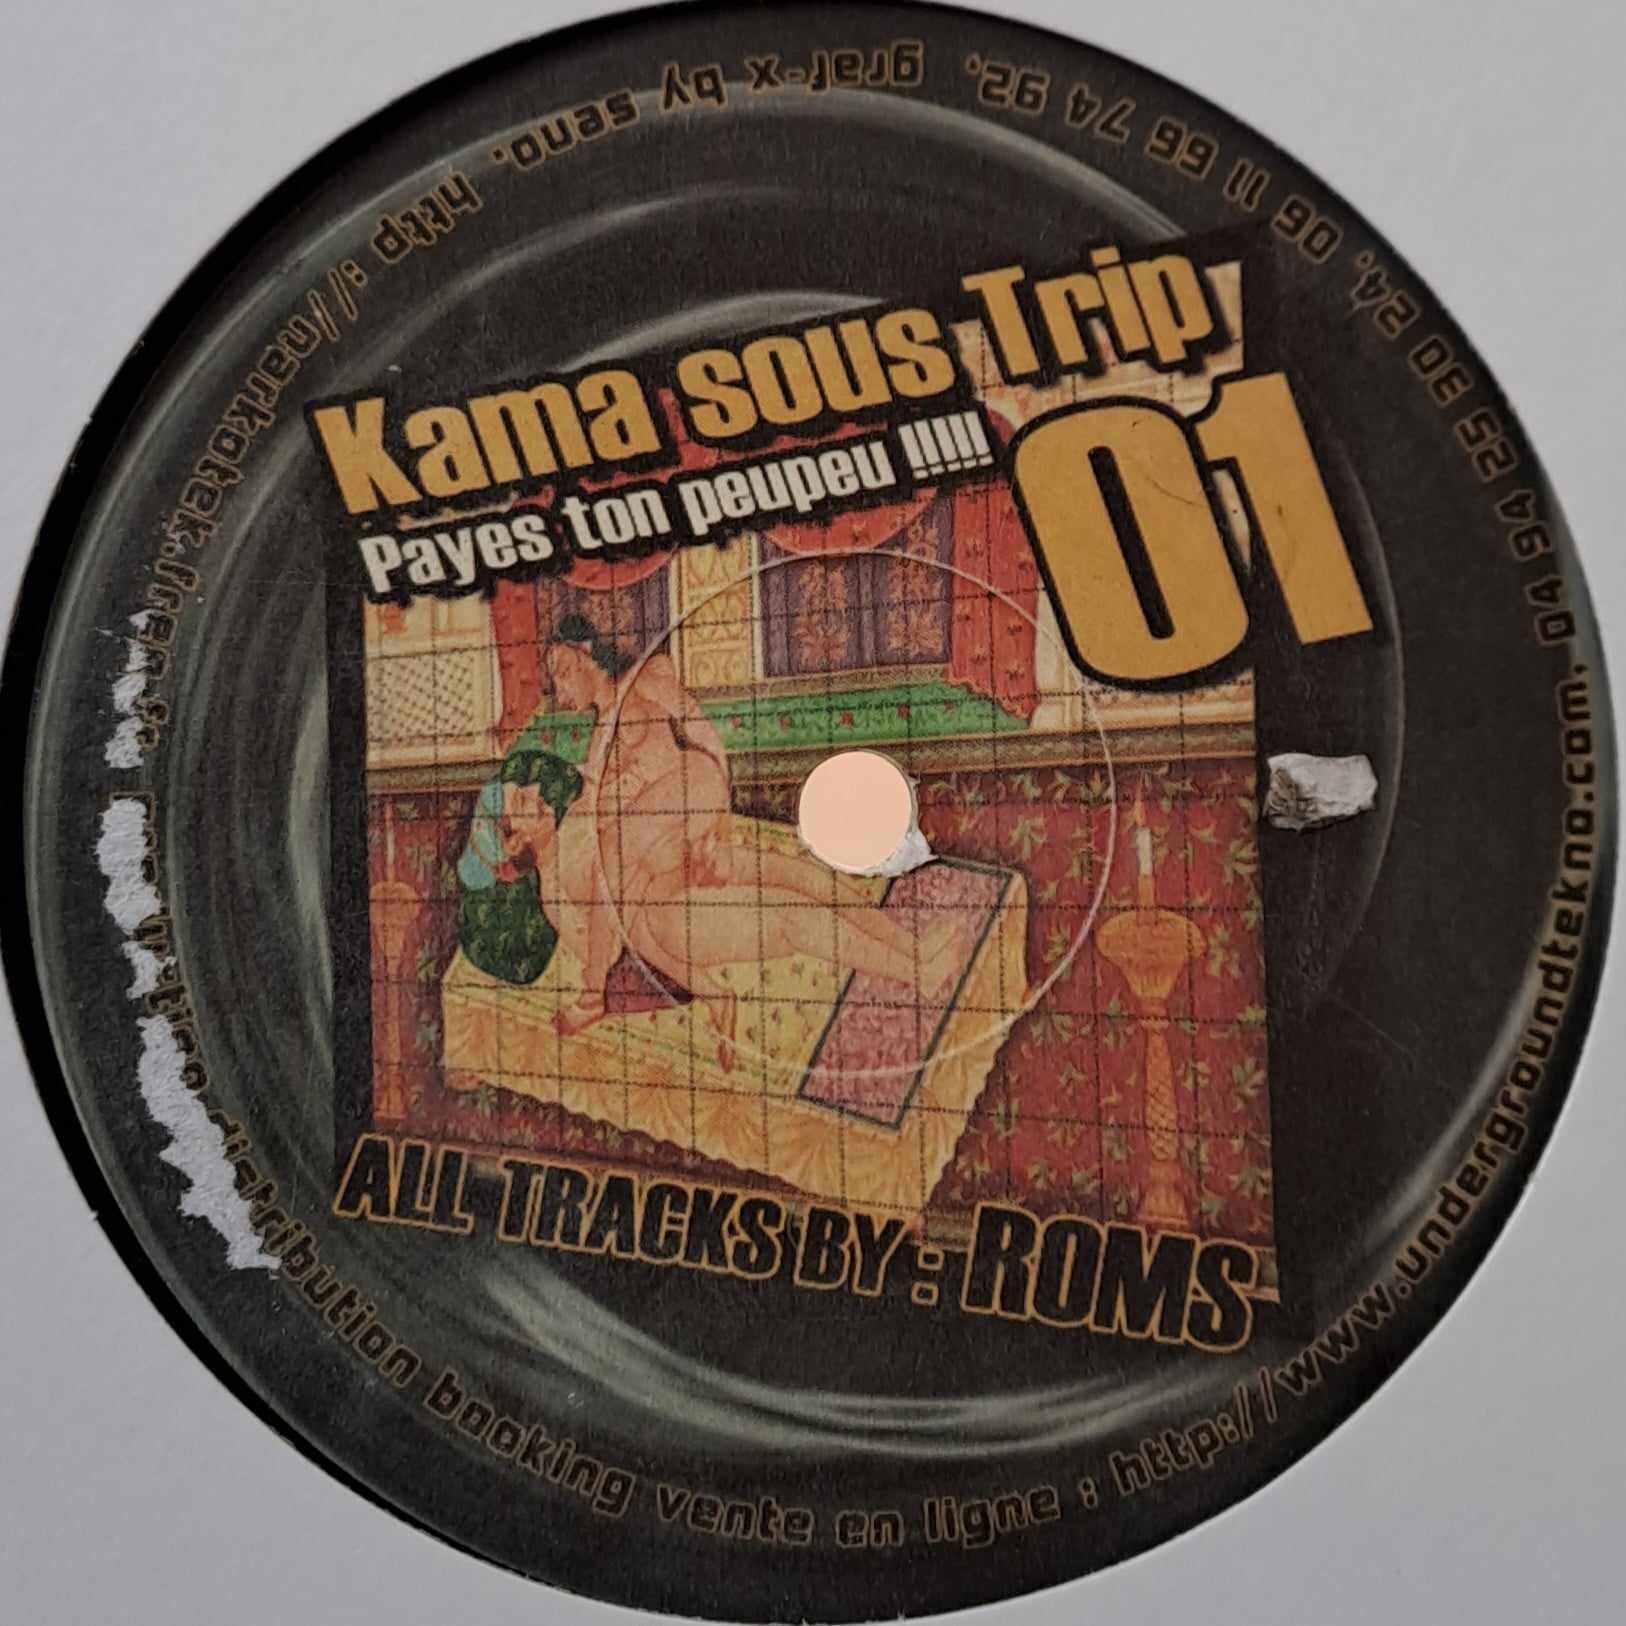 Kama sous Trip
01
Payes ton peupeu !!!!!
ALL TRACKS BY : ROMS
distribution booking vente en ligne : http://www.undergroundtekno.com. 04 94 25 30 24. 06 11 66 74 92. graf-x by seno. http ://narkotek.free.fr